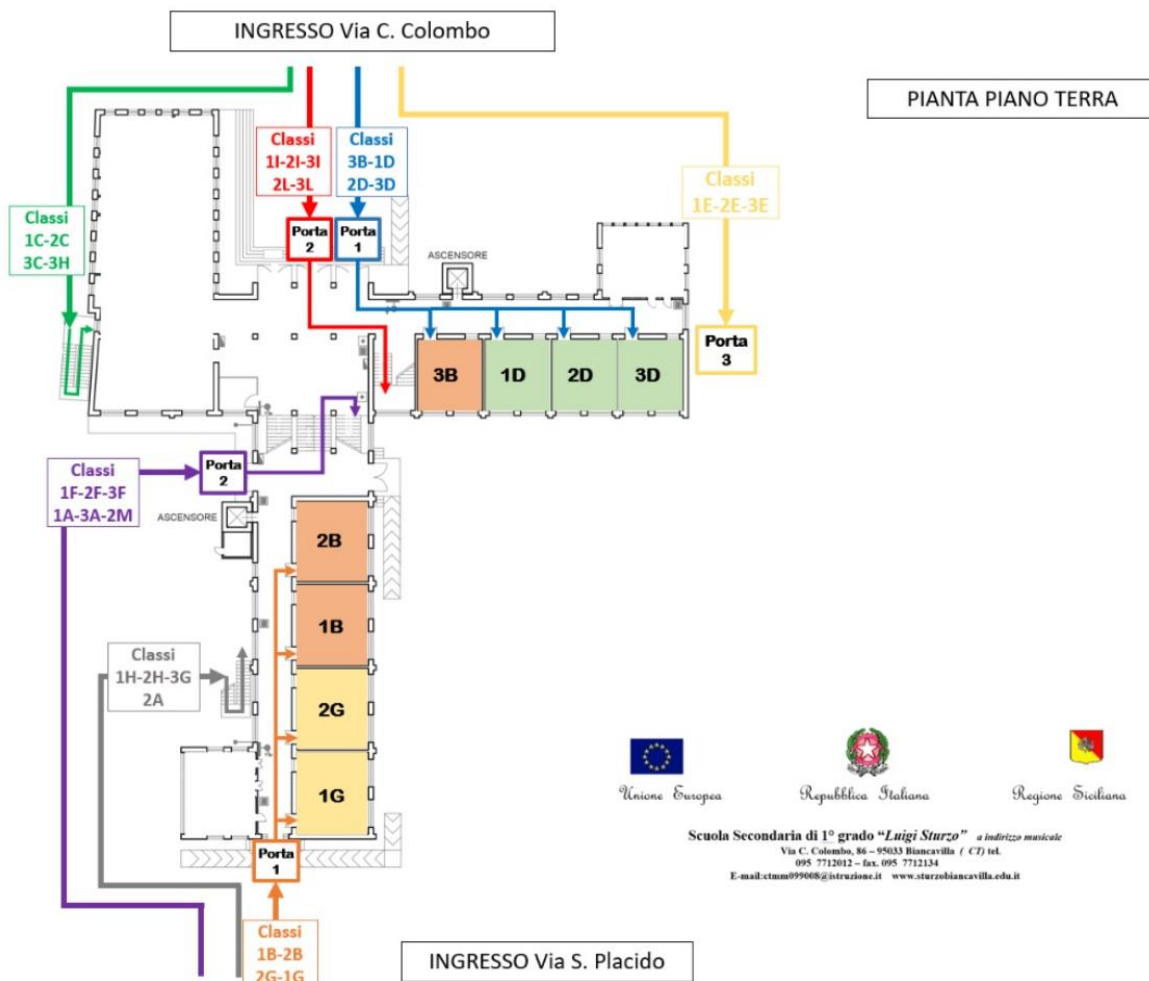 INGRESSO Via C. Colombo
PIANTA PIANO TERRA
Classi
1I-2I-3I
2L-3L
Classi
3B-1D
2D-3D
Classi
1E-2E-3E
Classi
1C-2C
3C-3H
Porta
2
Porta
1
ASCENSORE
Porta
3
3B
1D
2D
3D
Classi
1F-2F-3F
1A-3A-2M
Porta
2
ASCENSORE
2B
1B
Classi
1H-2H-3G
2A
2G
1G
Porta
1
Classi
1B-2B
2G-1G
INGRESSO Via S. Placido
Unione Europea
Repubblica Italiana
Regione Siciliana
Scuola Secondaria di 1° grado “Luigi Sturzo” a indirizzo musicale
Via C. Colombo, 86 – 95033 Biancavilla ( CT) tel.
095 7712012 – fax. 095 7712134
E-mail:ctmm099008@istruzione.it www.sturzobiancavilla.edu.it